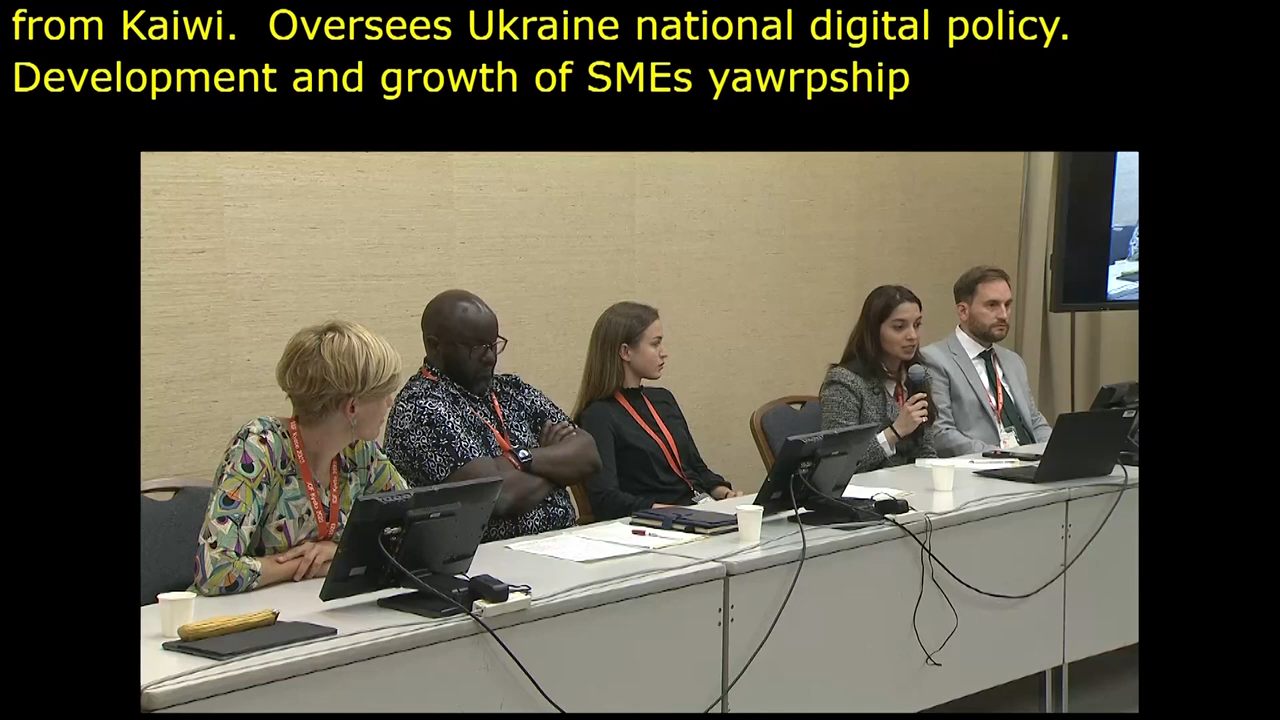 from Kaiwi.  Oversees Ukraine national digital policy.
Development and growth of SMEs yawrpship